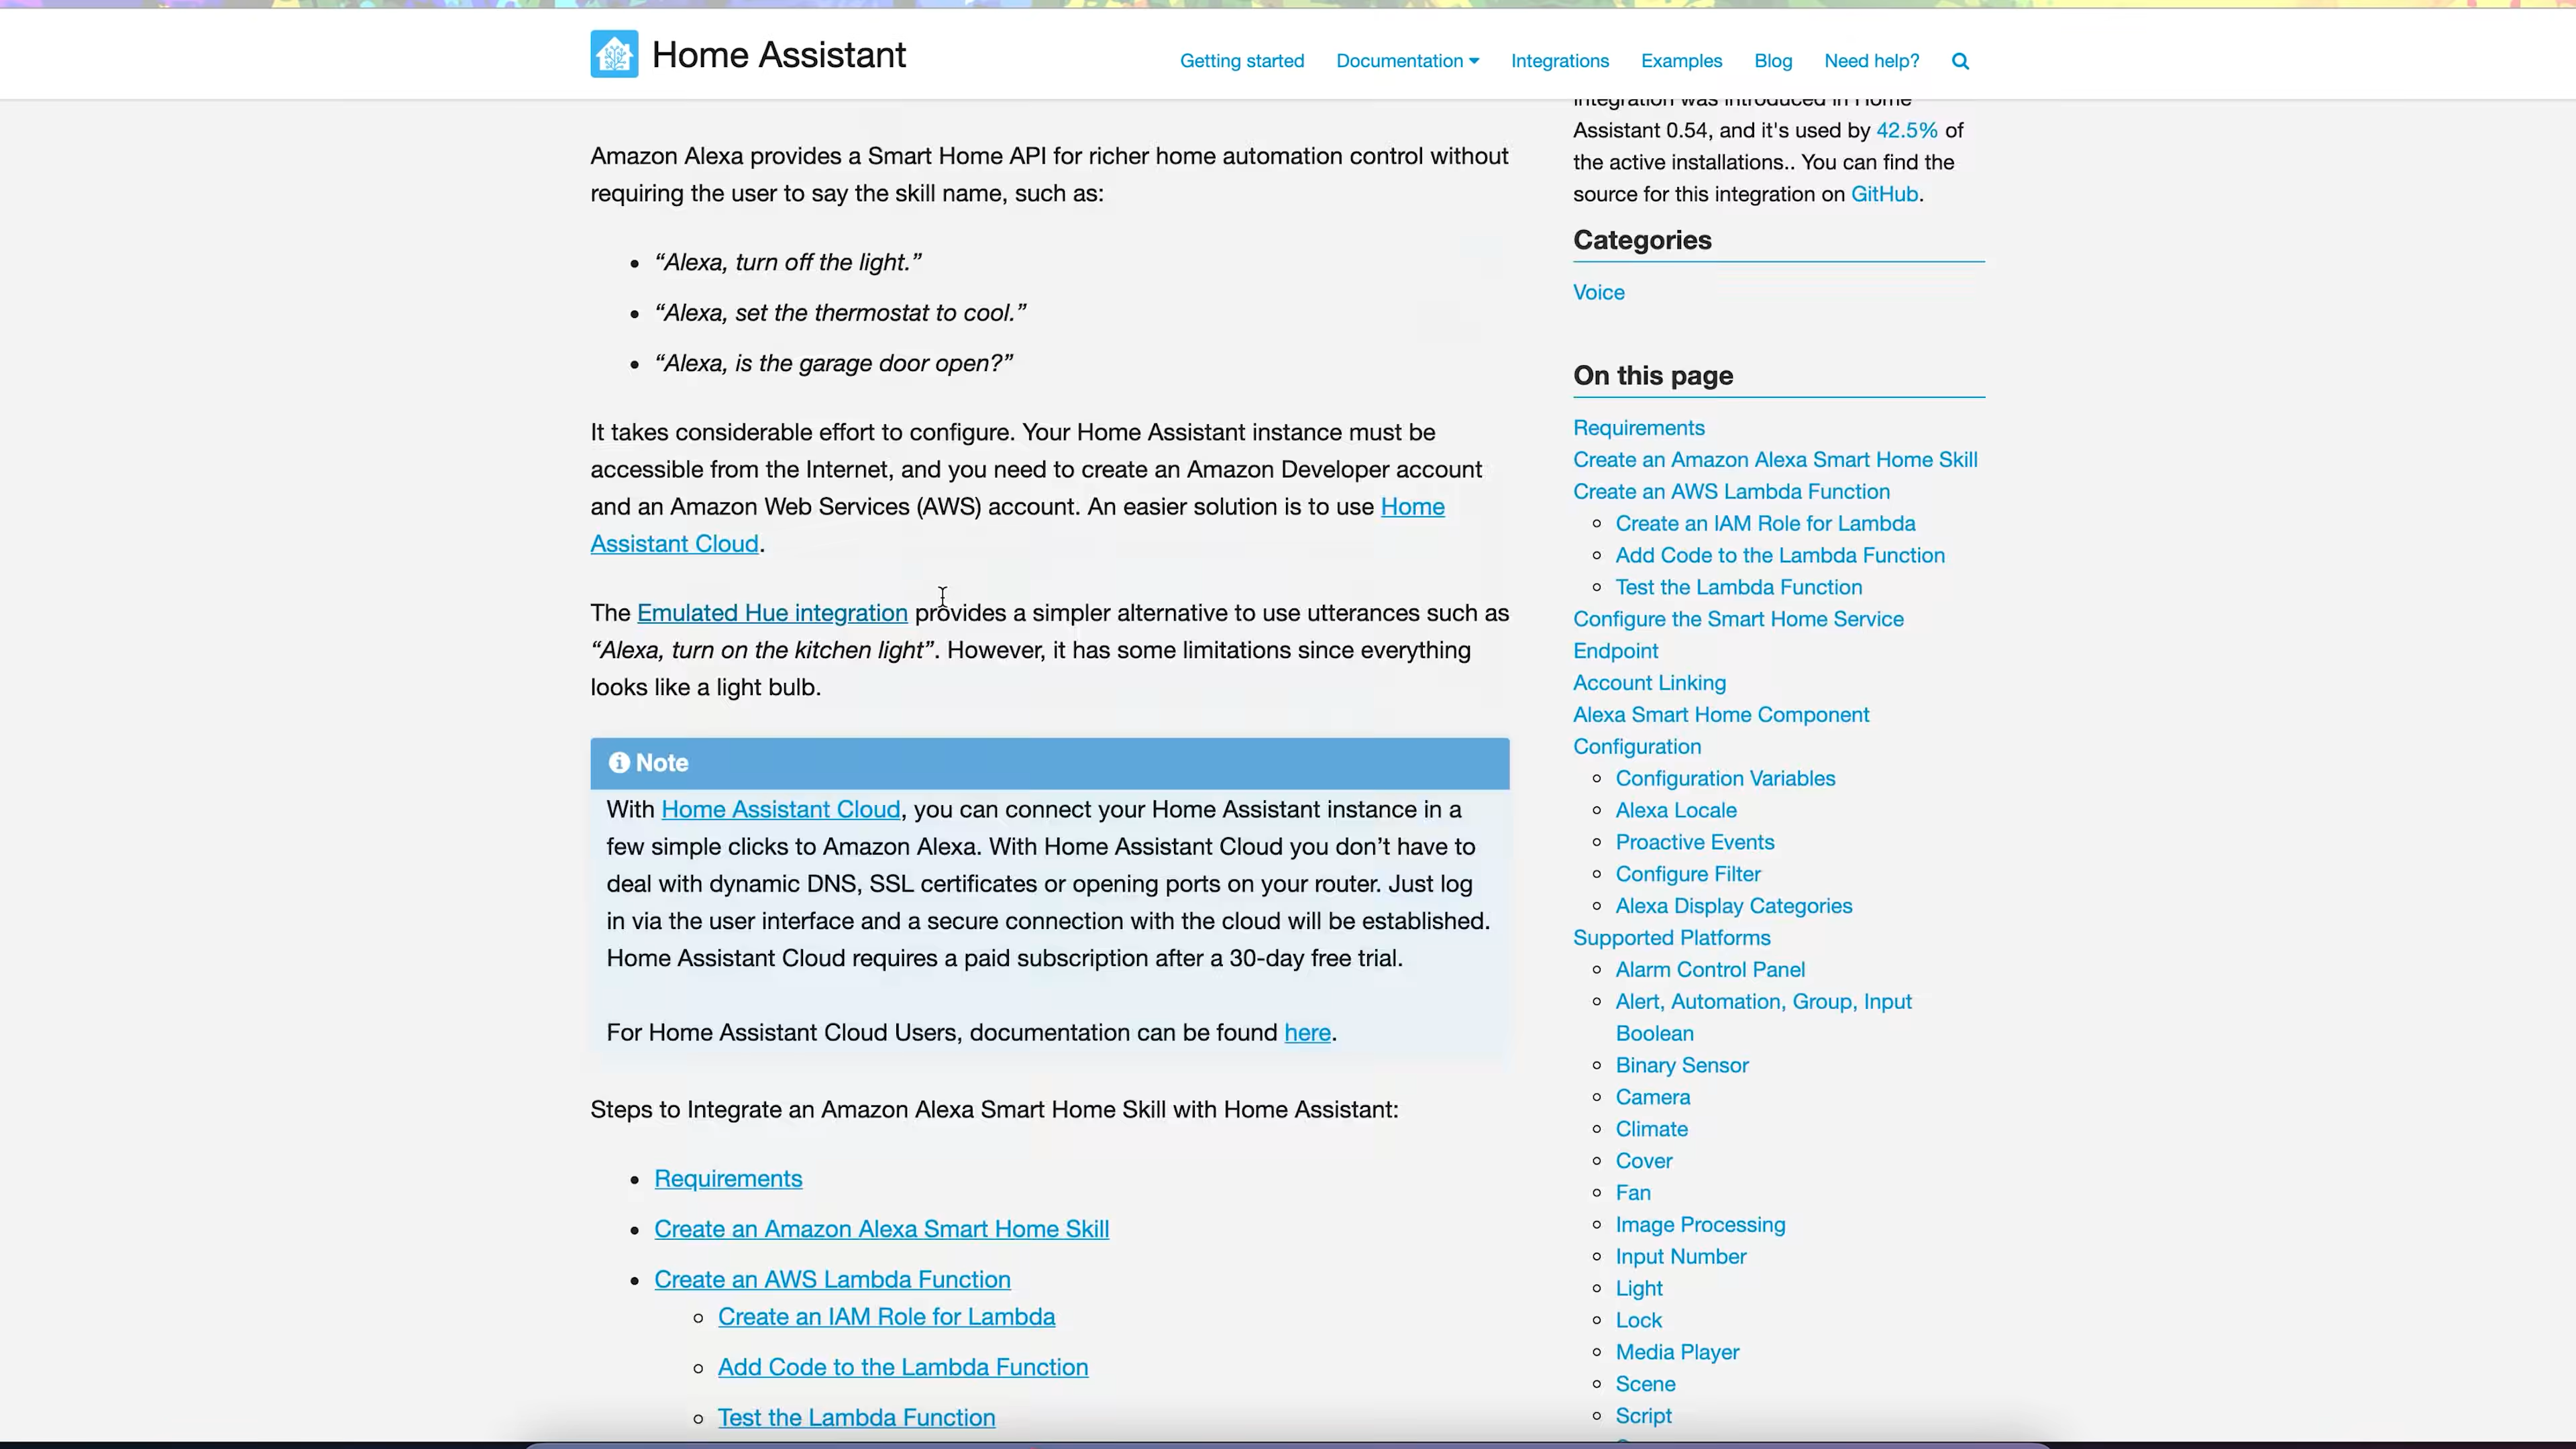 Home Assistant
Getting started
Documentation
Integrations
Examples
Blog
Need help?
Amazon Alexa provides a Smart Home API for richer home automation control without
requiring the user to say the skill name, such as:
“Alexa, turn off the light.”
“Alexa, set the thermostat to cool.”
“Alexa, is the garage door open?”
It takes considerable effort to configure. Your Home Assistant instance must be
accessible from the Internet, and you need to create an Amazon Developer account
and an Amazon Web Services (AWS) account. An easier solution is to use Home
Assistant Cloud.
The Emulated Hue integration provides a simpler alternative to use utterances such as
“Alexa, turn on the kitchen light”. However, it has some limitations since everything
looks like a light bulb.
Note
With Home Assistant Cloud, you can connect your Home Assistant instance in a
few simple clicks to Amazon Alexa. With Home Assistant Cloud you don’t have to
deal with dynamic DNS, SSL certificates or opening ports on your router. Just log
in via the user interface and a secure connection with the cloud will be established.
Home Assistant Cloud requires a paid subscription after a 30-day free trial.
For Home Assistant Cloud Users, documentation can be found here.
Steps to Integrate an Amazon Alexa Smart Home Skill with Home Assistant:
Requirements
Create an Amazon Alexa Smart Home Skill
Create an AWS Lambda Function
Create an IAM Role for Lambda
Add Code to the Lambda Function
Test the Lambda Function
integration was introduced in Home
Assistant 0.54, and it's used by 42.5% of
the active installations.. You can find the
source for this integration on GitHub.
Categories
Voice
On this page
Requirements
Create an Amazon Alexa Smart Home Skill
Create an AWS Lambda Function
Create an IAM Role for Lambda
Add Code to the Lambda Function
Test the Lambda Function
Configure the Smart Home Service
Endpoint
Account Linking
Alexa Smart Home Component
Configuration
Configuration Variables
Alexa Locale
Proactive Events
Configure Filter
Alexa Display Categories
Supported Platforms
Alarm Control Panel
Alert, Automation, Group, Input
Boolean
Binary Sensor
Camera
Climate
Cover
Fan
Image Processing
Input Number
Light
Lock
Media Player
Scene
Script